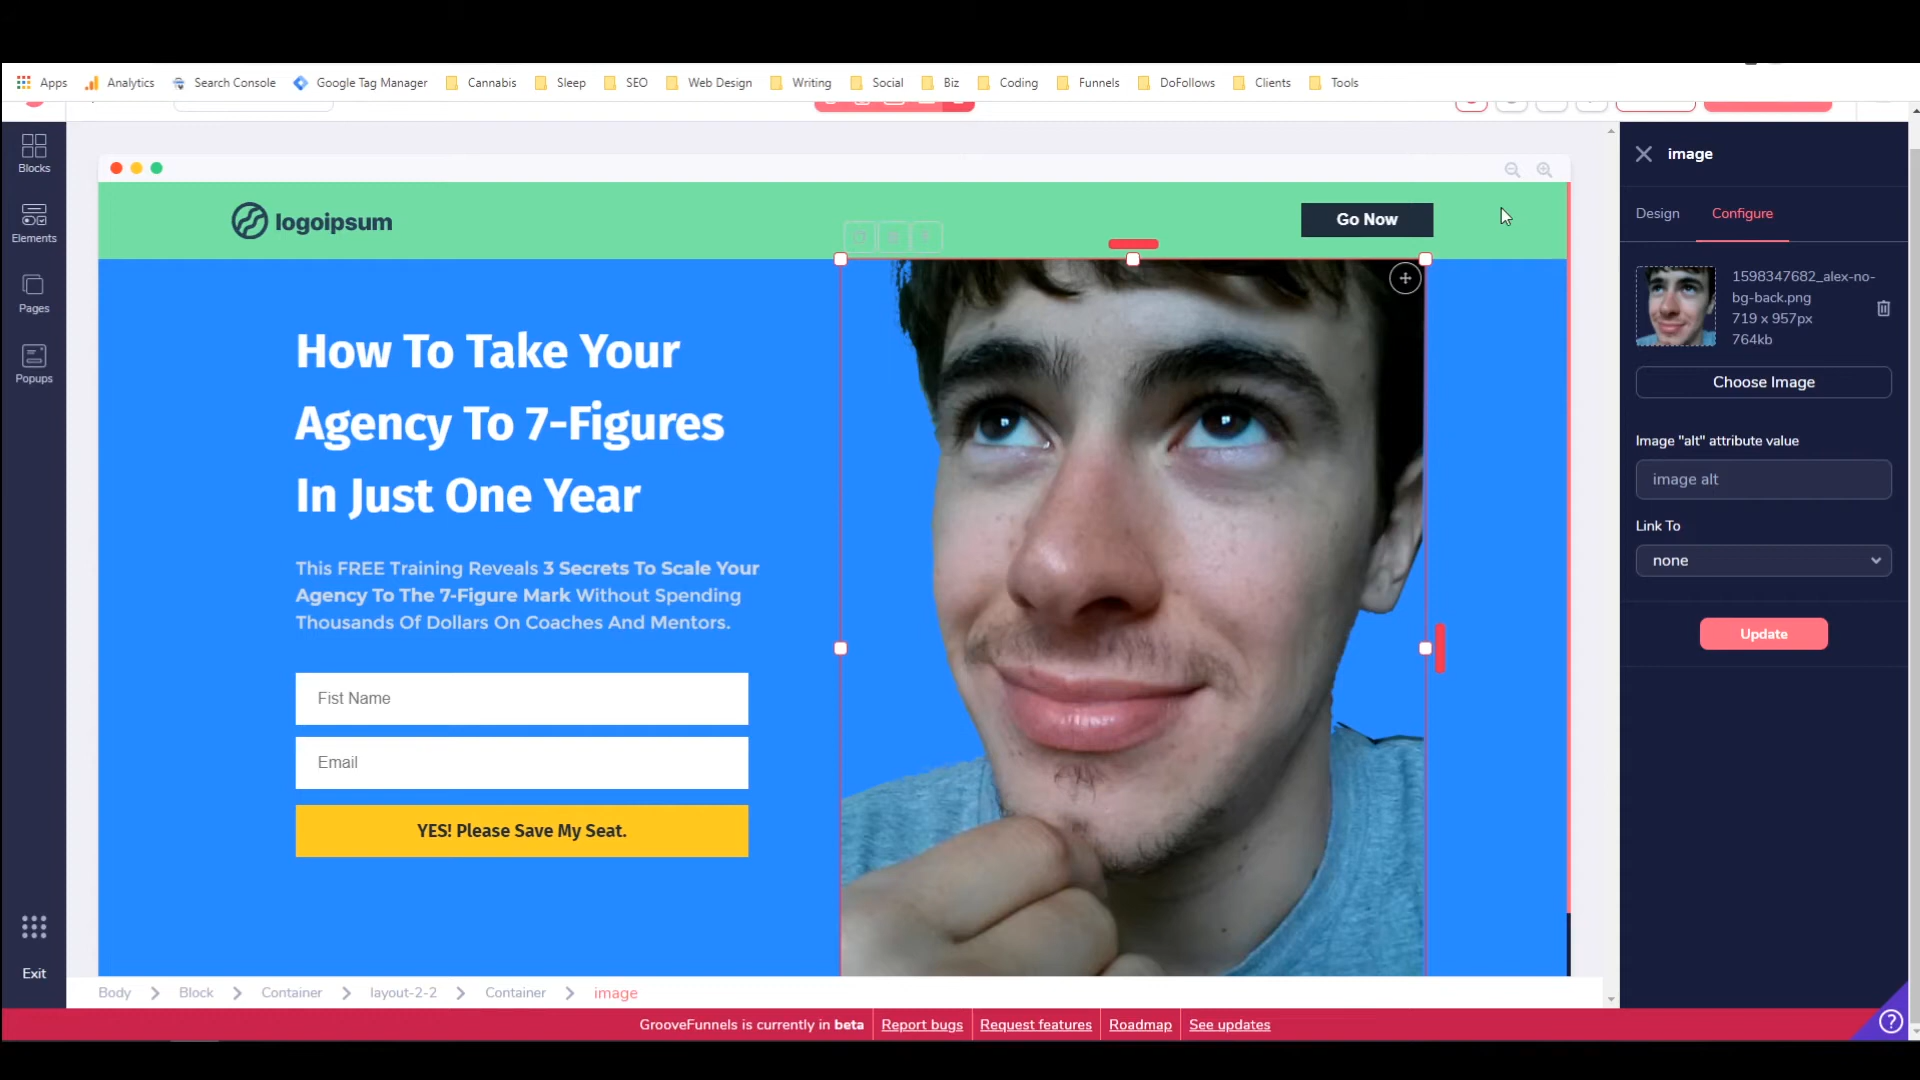 Apps
Analytics
Search Console
Google Tag Manager
Cannabis
Sleep
SEO
Web Design
Writing
Social
Biz
Coding
Funnels
DoFollows
Clients
Tools
Blocks
Elements
Pages
Popups
Exit
logoipsum
Go Now
How To Take Your
Agency To 7-Figures
In Just One Year
This FREE Training Reveals 3 Secrets To Scale Your
Agency To The 7-Figure Mark Without Spending
Thousands Of Dollars On Coaches And Mentors.
Fist Name
Email
YES! Please Save My Seat.
image
Design
Configure
1598347682_alex-no-
bg-back.png
719 x 957px
764kb
Choose Image
Image "alt" attribute value
image alt
Link To
none
Update
Body
Block
Container
layout-2-2
Container
image
GrooveFunnels is currently in beta
Report bugs
Request features
Roadmap
See updates
?